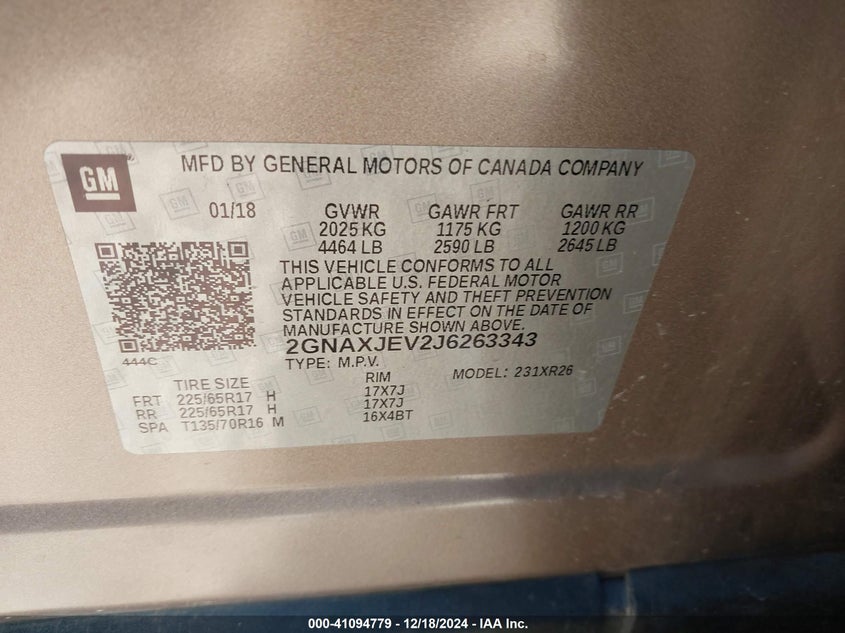 GM
MFD BY GENERAL MOTORS OF CANADA COMPANY
01/18 GVWR GAWR FRT GAWR RR
2025 KG 1175 KG 1200 KG
4464 LB 2590 LB 2645 LB
THIS VEHICLE CONFORMS TO ALL
APPLICABLE U.S. FEDERAL MOTOR
VEHICLE SAFETY AND THEFT PREVENTION
STANDARDS IN EFFECT ON THE DATE OF
MANUFACTURE SHOWN ABOVE.
2GNAXJEV2J6263343
444C
TYPE: M.P.V. MODEL: 231XR26
TIRE SIZE RIM
FRT 225/65R17 H 17X7J
RR 225/65R17 H 17X7J
SPA T135/70R16 M 16X4BT
000-41094779 - 12/18/2024 - IAA Inc.